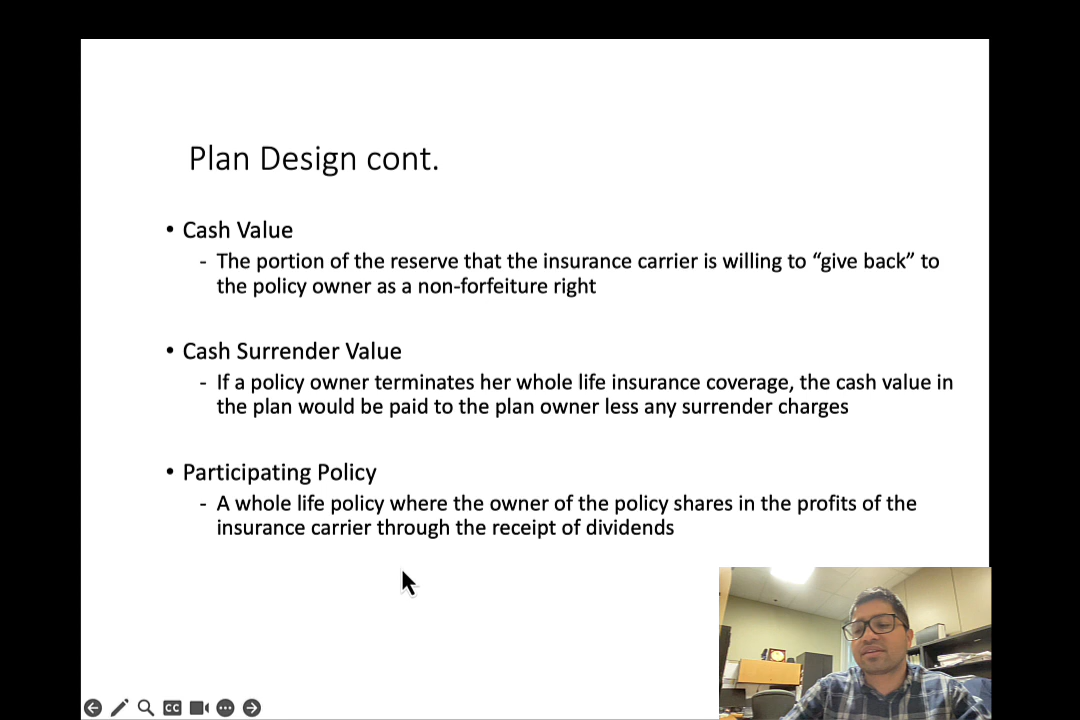 Plan Design cont.
• Cash Value
- The portion of the reserve that the insurance carrier is willing to “give back” to
the policy owner as a non-forfeiture right
• Cash Surrender Value
- If a policy owner terminates her whole life insurance coverage, the cash value in
the plan would be paid to the plan owner less any surrender charges
• Participating Policy
- A whole life policy where the owner of the policy shares in the profits of the
insurance carrier through the receipt of dividends
CC